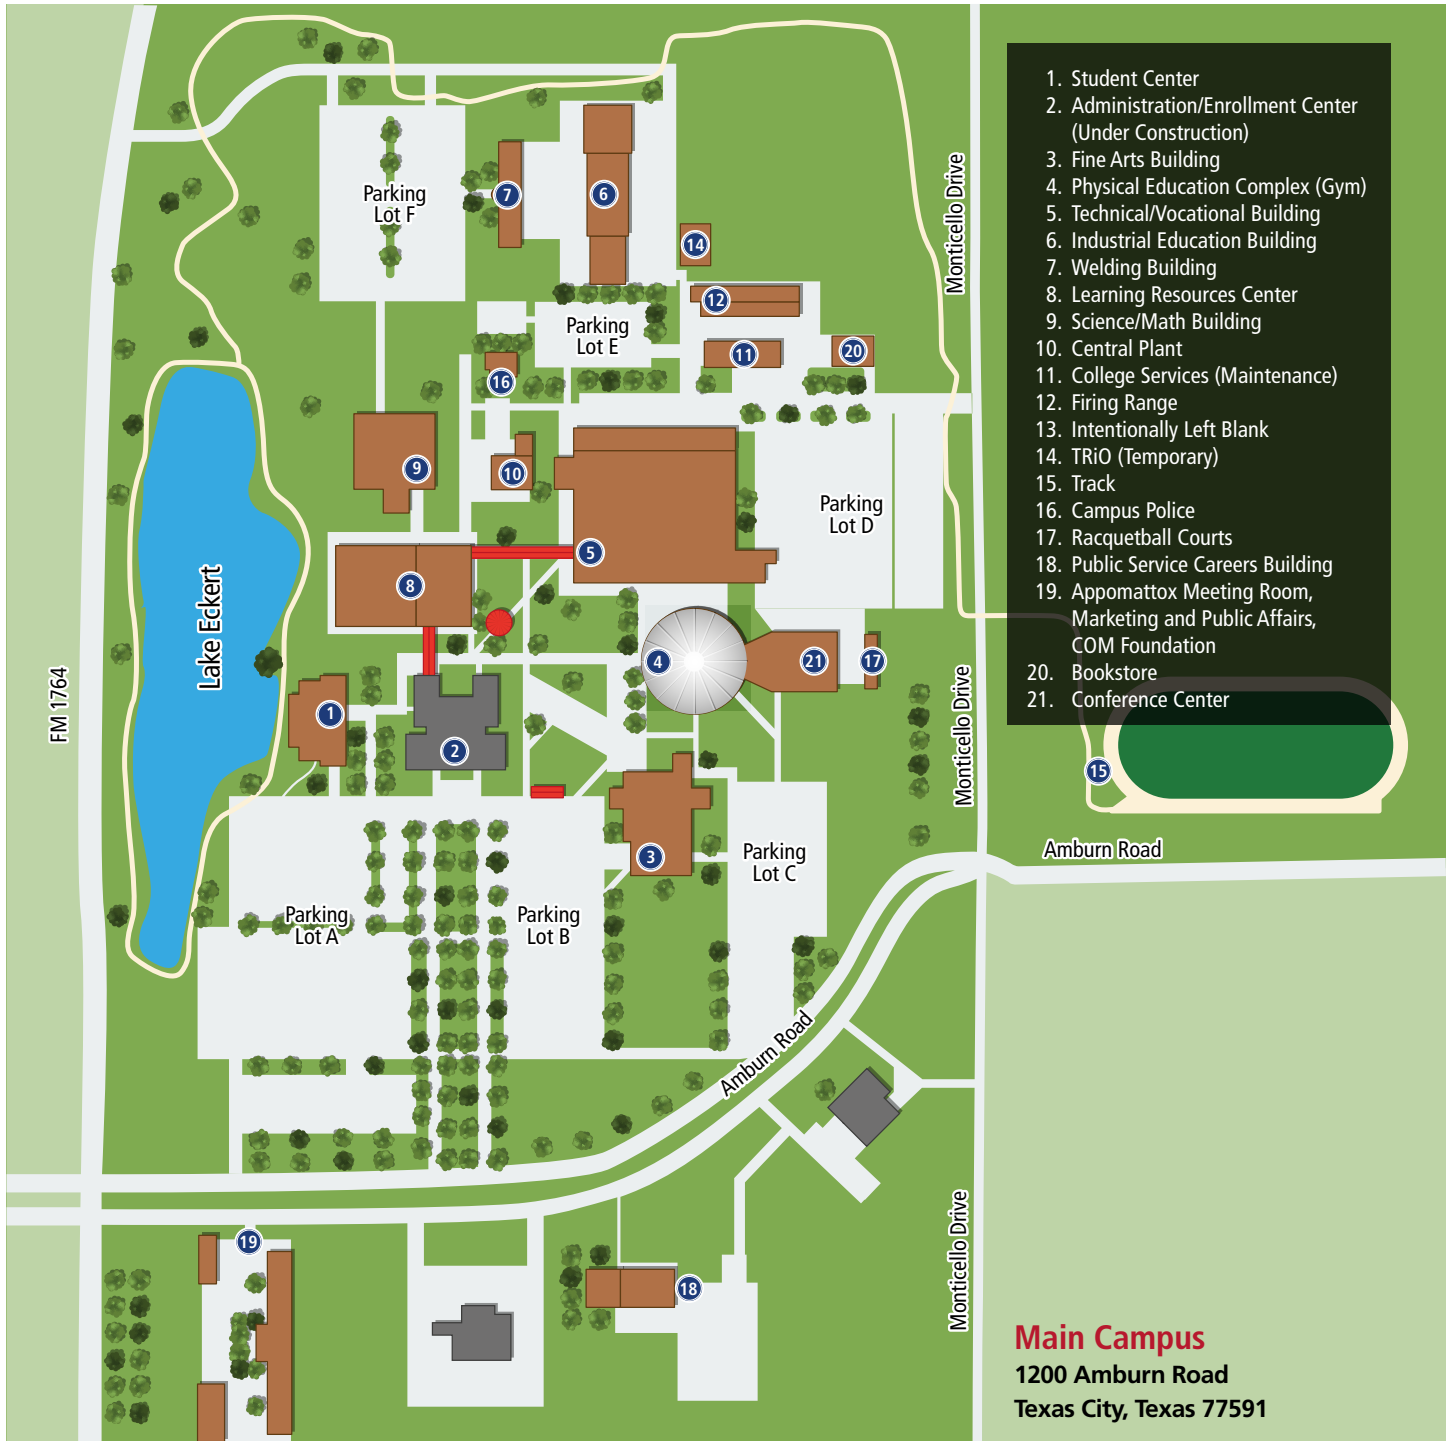 1. Student Center
2. Administration/Enrollment Center
(Under Construction)
3. Fine Arts Building
4. Physical Education Complex (Gym)
5. Technical/Vocational Building
6. Industrial Education Building
7. Welding Building
8. Learning Resources Center
9. Science/Math Building
10. Central Plant
11. College Services (Maintenance)
12. Firing Range
13. Intentionally Left Blank
14. TRiO (Temporary)
15. Track
16. Campus Police
17. Racquetball Courts
18. Public Service Careers Building
19. Appomattox Meeting Room,
Marketing and Public Affairs,
COM Foundation
20. Bookstore
21. Conference Center
Parking
Lot F
7
6
14
Monticello Drive
12
Parking
Lot E
11
20
16
9
10
Parking
Lot D
5
8
Lake Eckert
4
21
17
FM 1764
1
2
Monticello Drive
15
3
Parking
Lot C
Amburn Road
Parking
Lot A
Parking
Lot B
Amburn Road
19
18
Monticello Drive
Main Campus
1200 Amburn Road
Texas City, Texas 77591